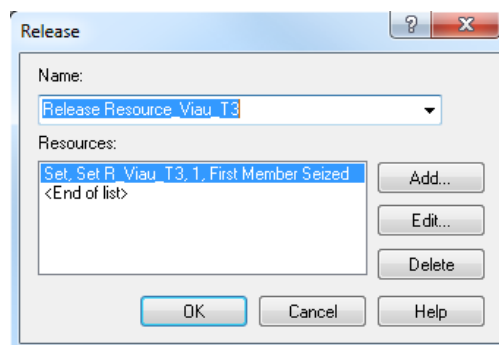 Release
Name:
Release Resource_Viau_T3
Resources:
Set, Set R_Viau_T3, 1, First Member Seized
<End of list>
Add...
Edit...
Delete
OK
Cancel
Help